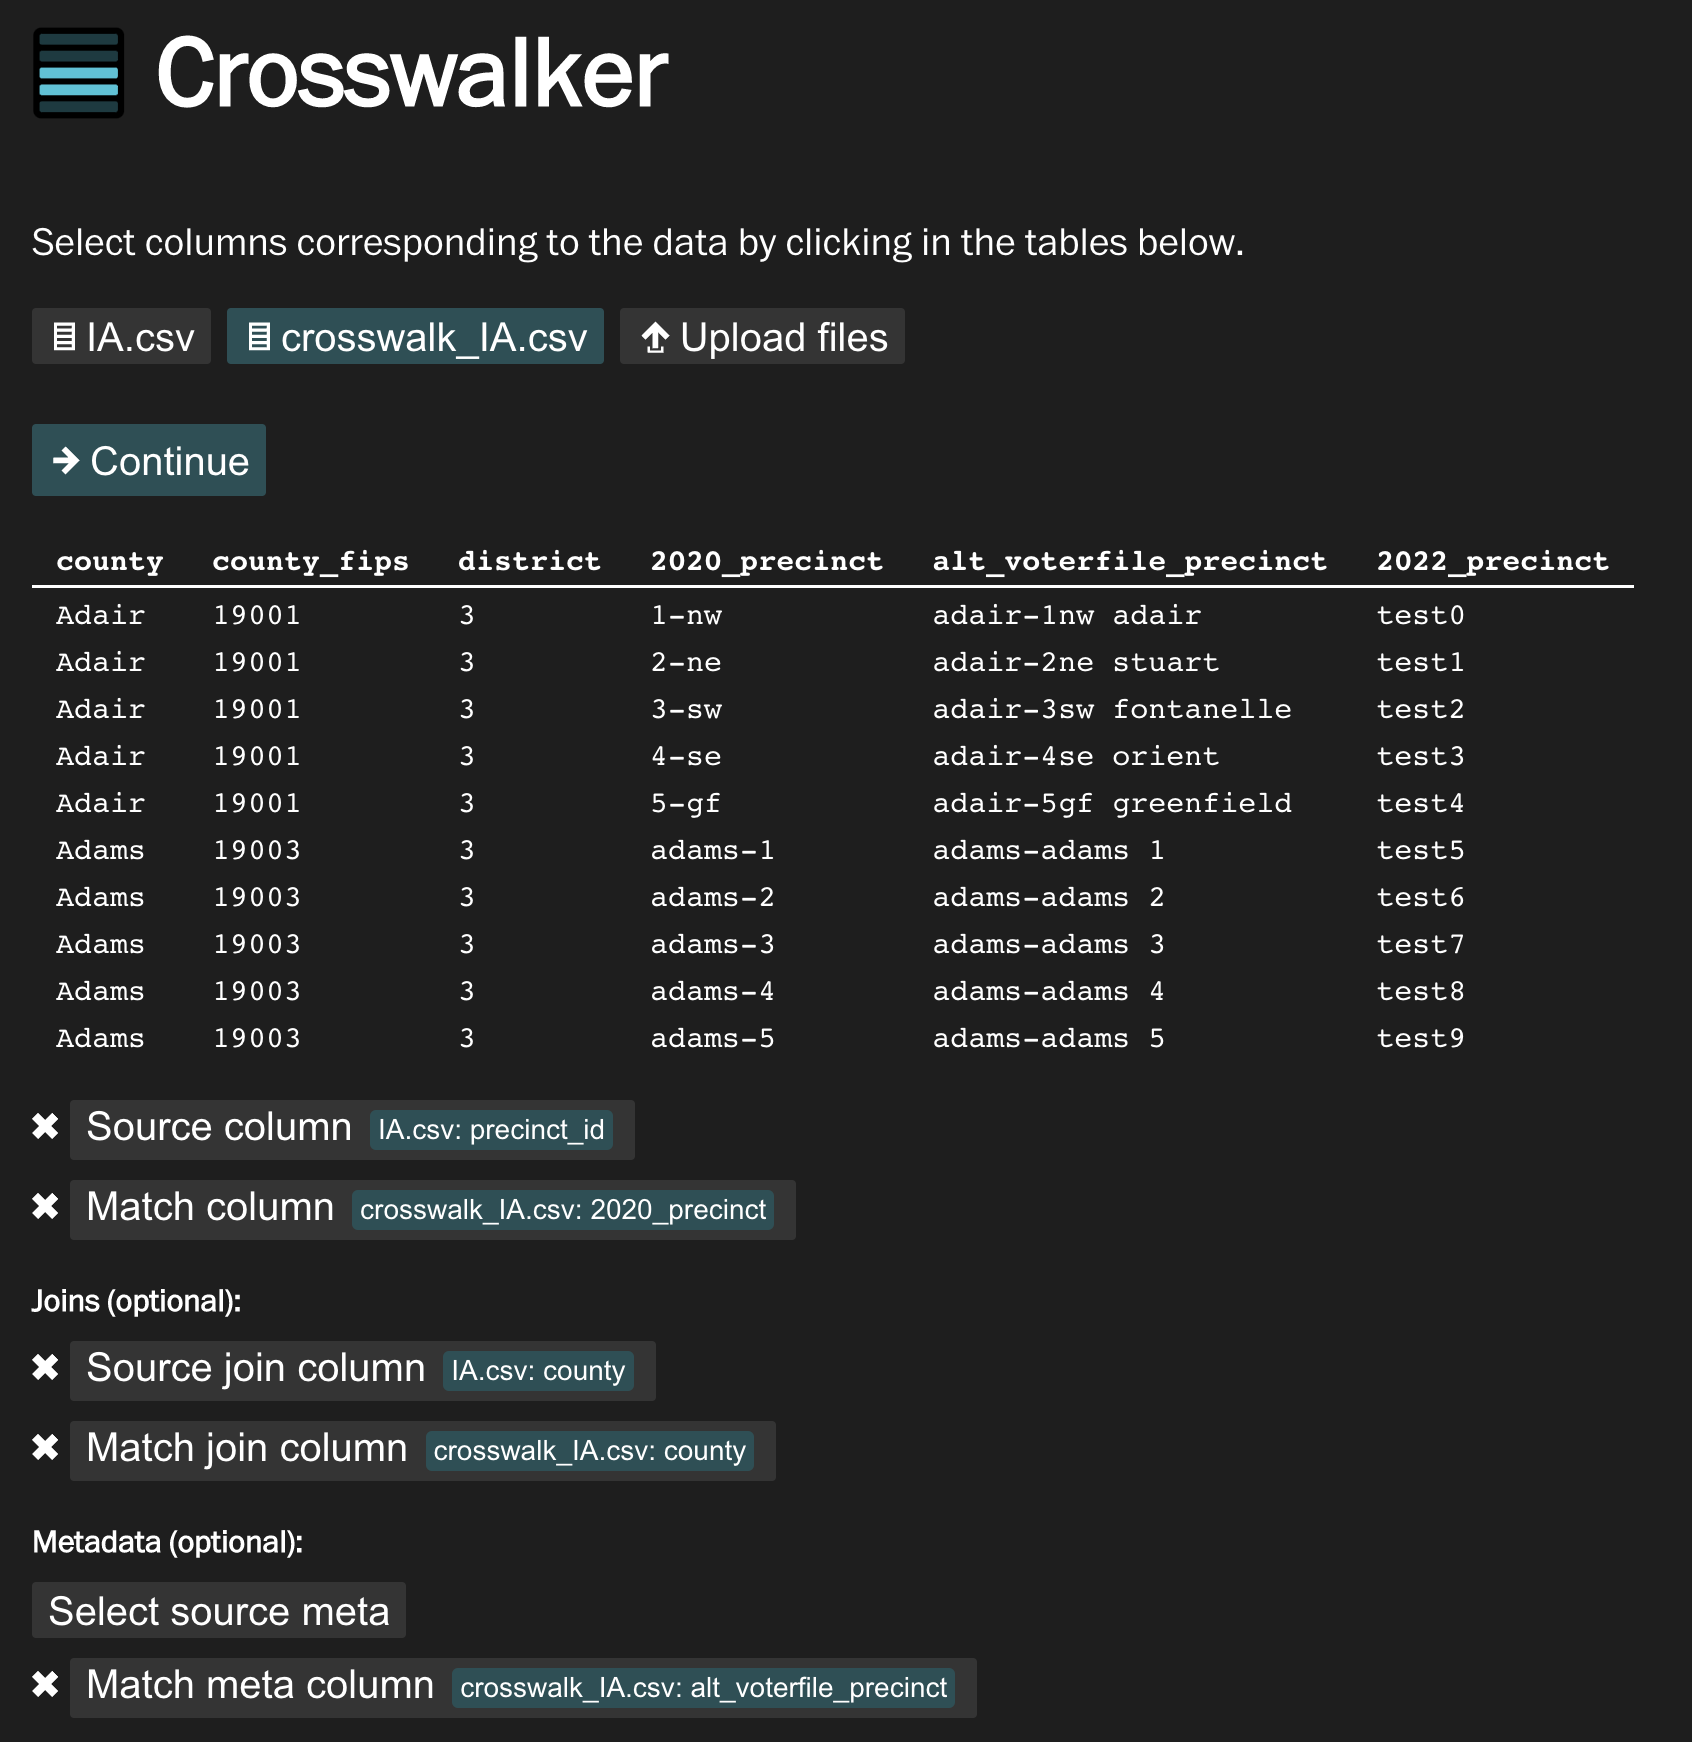 Crosswalker
Select columns corresponding to the data by clicking in the tables below.
IA.csv crosswalk_IA.csv Upload files
Continue
county county_fips district 2020_precinct alt_voterfile_precinct 2022_precinct
Adair 19001 3 1-nw adair-1nw adair test0
Adair 19001 3 2-ne adair-2ne stuart test1
Adair 19001 3 3-sw adair-3sw fontanelle test2
Adair 19001 3 4-se adair-4se orient test3
Adair 19001 3 5-gf adair-5gf greenfield test4
Adams 19003 3 adams-1 adams-adams 1 test5
Adams 19003 3 adams-2 adams-adams 2 test6
Adams 19003 3 adams-3 adams-adams 3 test7
Adams 19003 3 adams-4 adams-adams 4 test8
Adams 19003 3 adams-5 adams-adams 5 test9
Source column IA.csv: precinct_id
Match column crosswalk_IA.csv: 2020_precinct
Joins (optional):
Source join column IA.csv: county
Match join column crosswalk_IA.csv: county
Metadata (optional):
Select source meta
Match meta column crosswalk_IA.csv: alt_voterfile_precinct